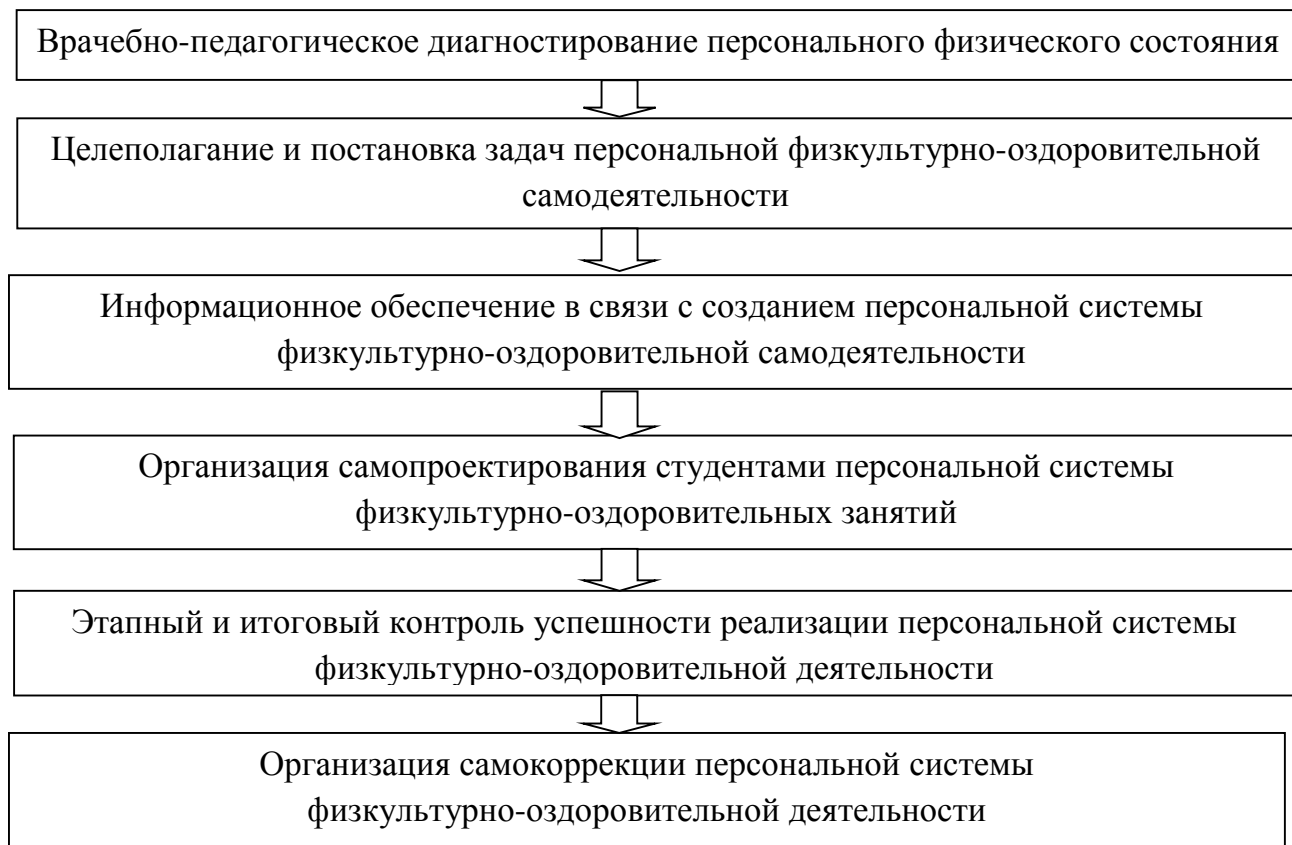 Врачебно-педагогическое диагностирование персонального физического состояния
Целеполагание и постановка задач персональной физкультурно-оздоровительной
самодеятельности
Информационное обеспечение в связи с созданием персональной системы
физкультурно-оздоровительной самодеятельности
Организация самопроектирования студентами персональной системы
физкультурно-оздоровительных занятий
Этапный и итоговый контроль успешности реализации персональной системы
физкультурно-оздоровительной деятельности
Организация самокоррекции персональной системы
физкультурно-оздоровительной деятельности